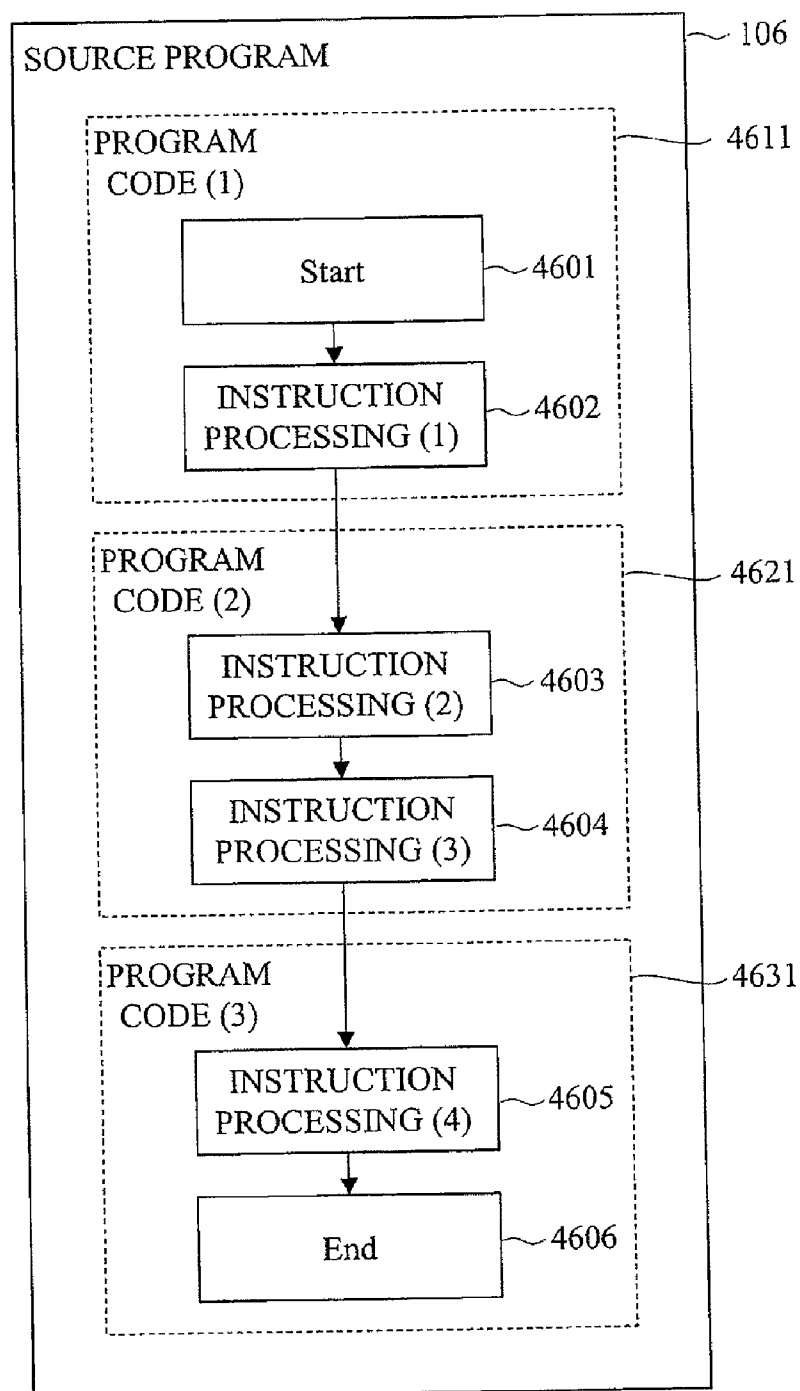 106
SOURCE PROGRAM
PROGRAM
CODE (1)
4611
Start
4601
INSTRUCTION
PROCESSING (1)
4602
PROGRAM
CODE (2)
4621
INSTRUCTION
PROCESSING (2)
4603
INSTRUCTION
PROCESSING (3)
4604
PROGRAM
CODE (3)
4631
INSTRUCTION
PROCESSING (4)
4605
End
4606